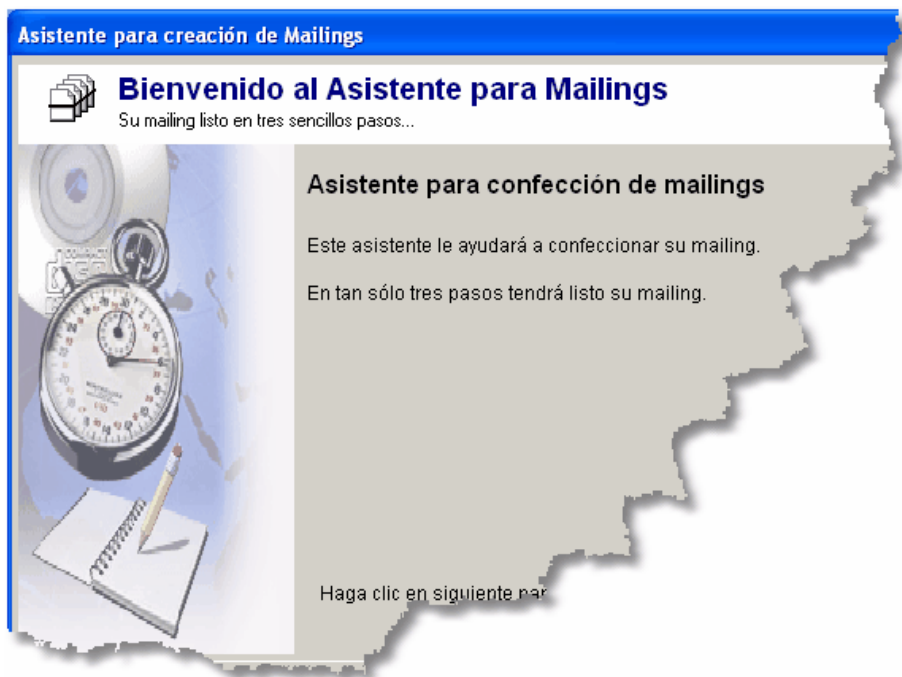 Asistente para creación de Mailings
Bienvenido al Asistente para Mailings
Su mailing listo en tres sencillos pasos...
Asistente para confección de mailings
Este asistente le ayudará a confeccionar su mailing.
En tan sólo tres pasos tendrá listo su mailing.
Haga clic en siguiente